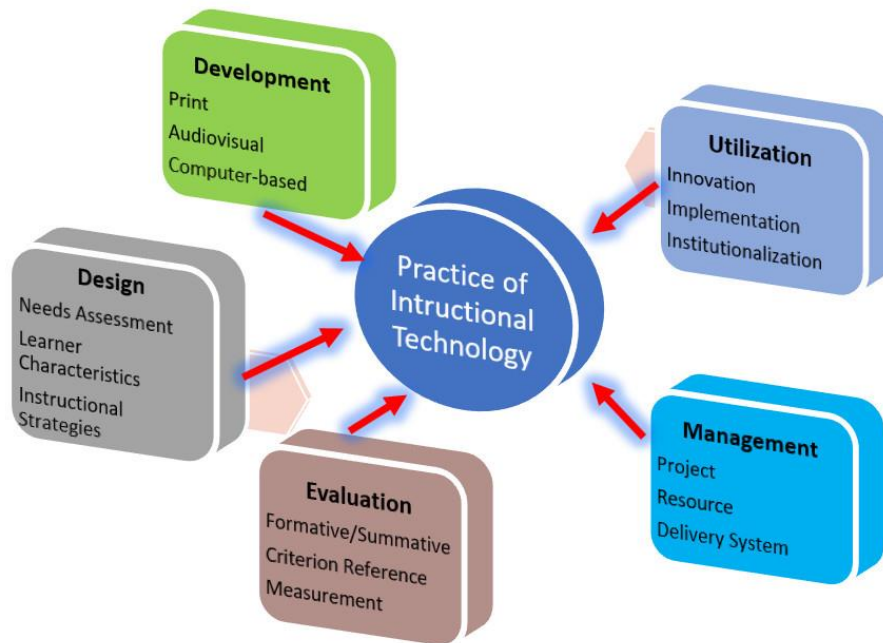 Development
Print
Audiovisual
Computer-based
Utilization
Innovation
Implementation
Institutionalization
Practice of
Intructional
Technology
Design
Needs Assessment
Learner
Characteristics
Instructional
Strategies
Management
Project
Resource
Delivery System
Evaluation
Formative/Summative
Criterion Reference
Measurement